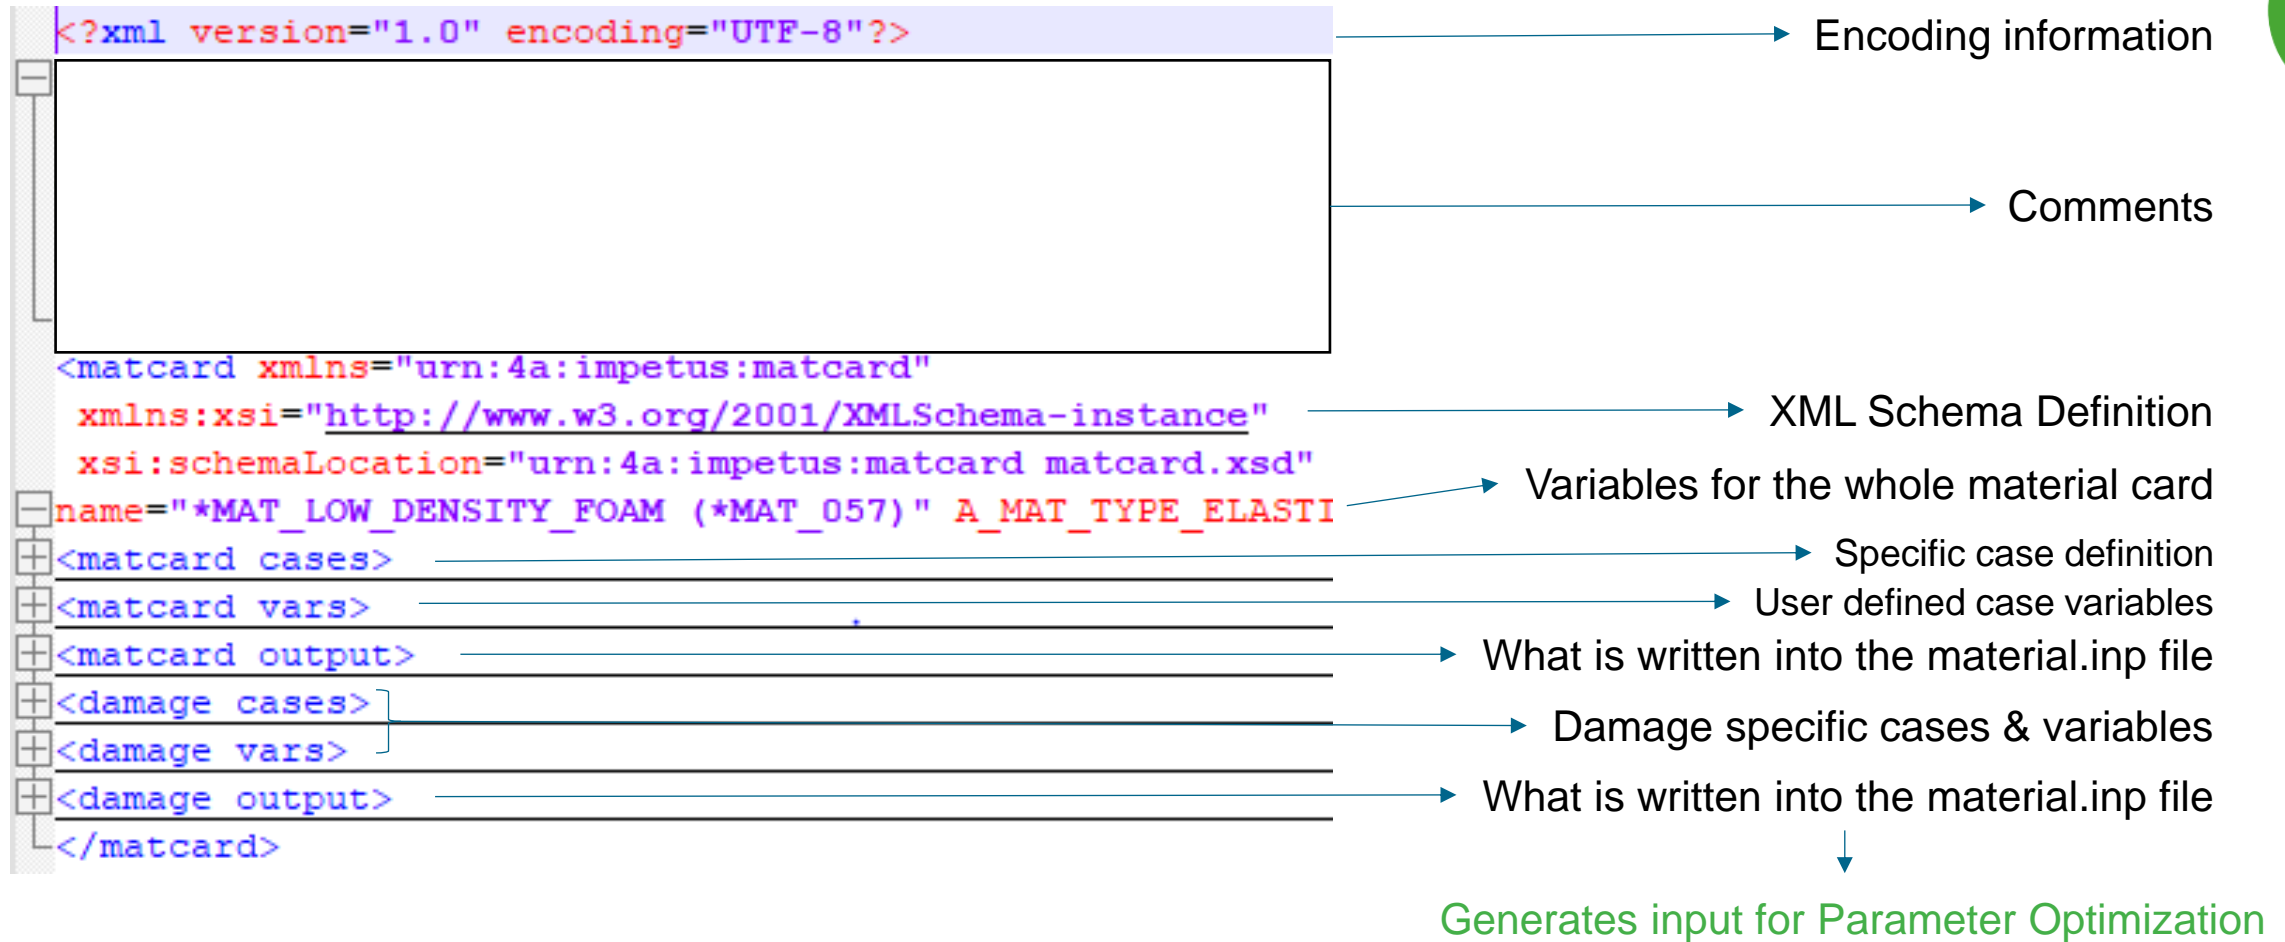 <?xml version="1.0" encoding="UTF-8"?>
Encoding information
Comments
<matcard xmlns="urn:4a:impetus:matcard"
xmlns:xsi="http://www.w3.org/2001/XMLSchema-instance"
XML Schema Definition
xsi:schemaLocation="urn:4a:impetus:matcard matcard.xsd"
Variables for the whole material card
name="*MAT_LOW_DENSITY_FOAM (*MAT_057)" A_MAT_TYPE_ELASTI
<matcard cases>
Specific case definition
<matcard vars>
User defined case variables
<matcard output>
What is written into the material.inp file
<damage cases>
Damage specific cases & variables
<damage vars>
<damage output>
What is written into the material.inp file
</matcard>
Generates input for Parameter Optimization